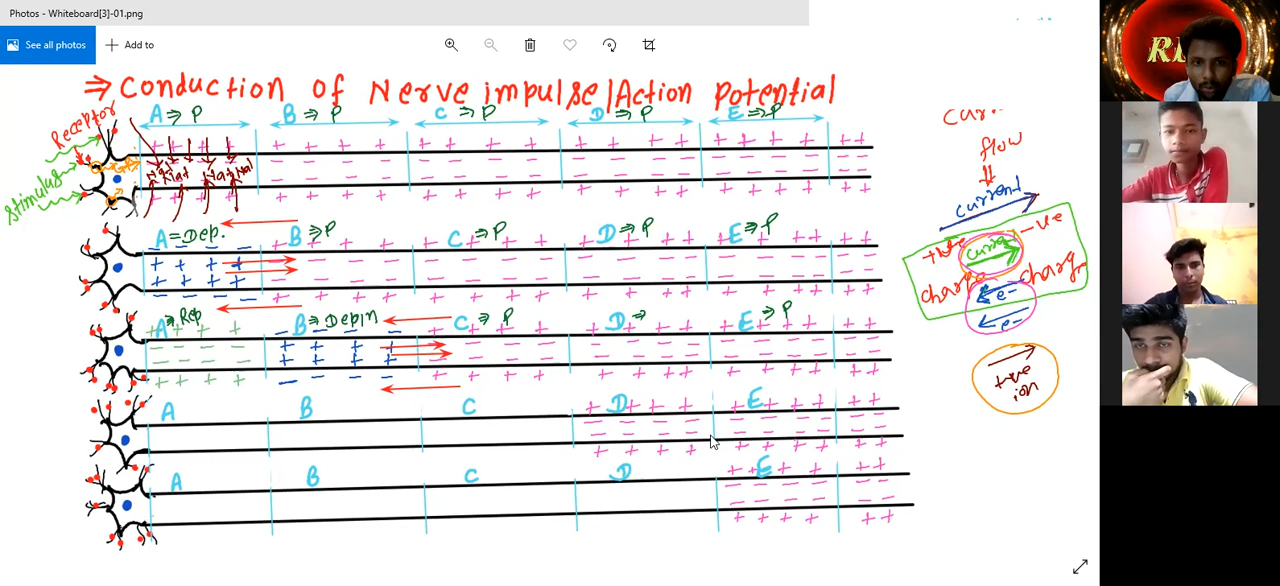 Photos - Whiteboard[3]-01.png
See all photos
Add to
⇒ Conduction of Nerve impulse/Action Potential
A ⇒ P B ⇒ P C ⇒ P D ⇒ P E ⇒ P
Receptor
Stimulus
A = Dep. B ⇒ P C ⇒ P D ⇒ P E ⇒ P
A ⇒ Rep B ⇒ Depin C ⇒ P D ⇒ E ⇒ P
A B C D E
A B C D E
flow
⇓
current
+ve -ve
charge charge
e-
e-
+ve
ion